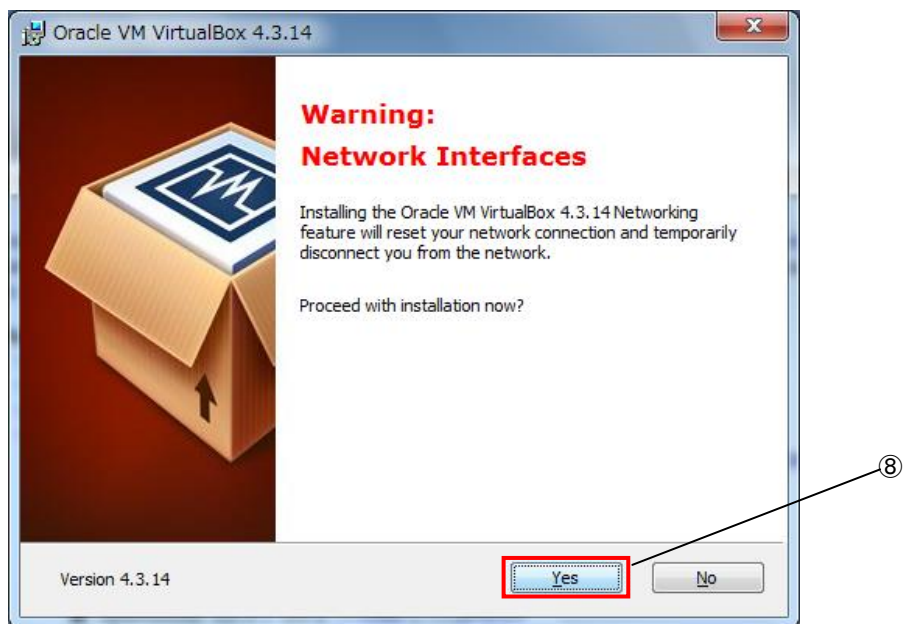 Oracle VM VirtualBox 4.3.14
Warning:
Network Interfaces
Installing the Oracle VM VirtualBox 4.3.14 Networking
feature will reset your network connection and temporarily
disconnect you from the network.
Proceed with installation now?
⑧
Version 4.3.14
Yes
No